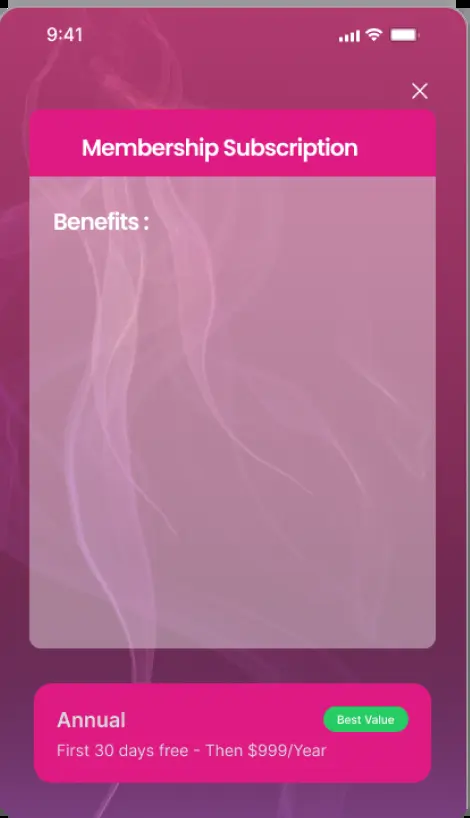 9:41
Membership Subscription
Benefits :
Annual
Best Value
First 30 days free - Then $999/Year